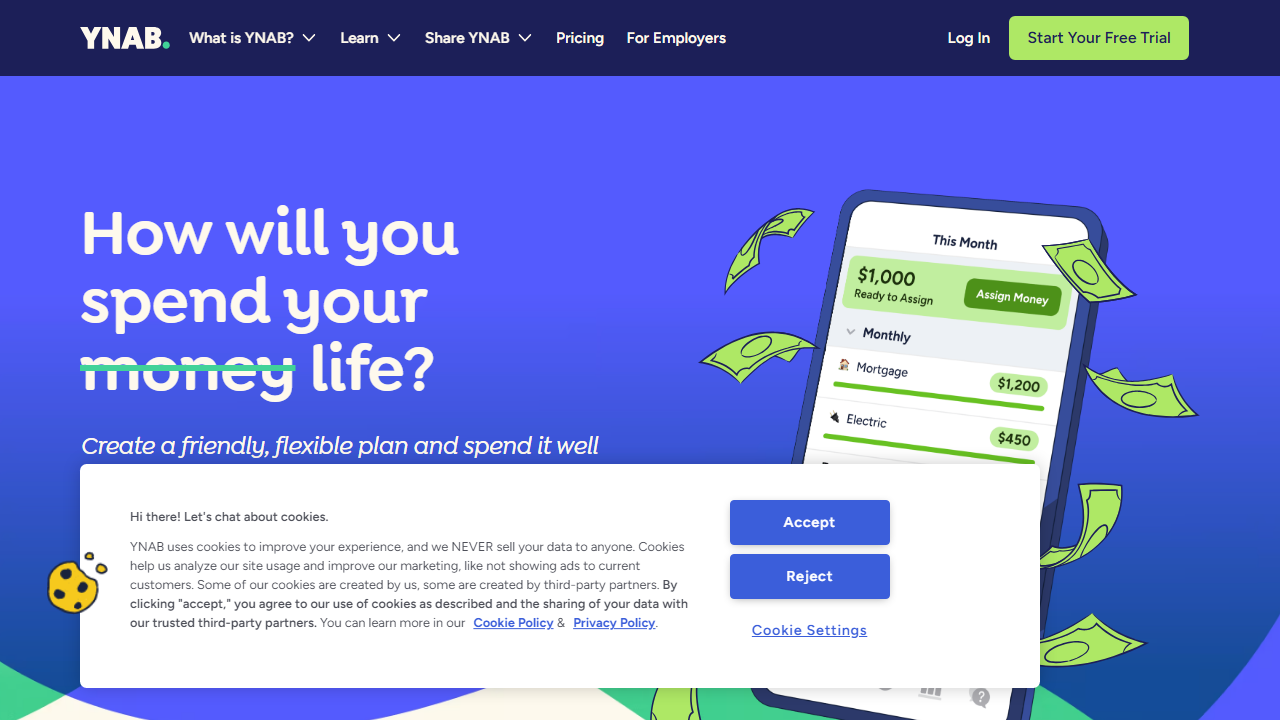 YNAB.
What is YNAB?
Learn
Share YNAB
Pricing
For Employers
Log In
Start Your Free Trial
How will you
spend your
money life?
Create a friendly, flexible plan and spend it well
This Month
$1,000
Ready to Assign
Assign Money
Monthly
Mortgage
$1,200
Electric
$450
Hi there! Let's chat about cookies.
YNAB uses cookies to improve your experience, and we NEVER sell your data to anyone. Cookies
help us analyze our site usage and improve our marketing, like not showing ads to current
customers. Some of our cookies are created by us, some are created by third-party partners. By
clicking "accept," you agree to our use of cookies as described and the sharing of your data with
our trusted third-party partners. You can learn more in our Cookie Policy & Privacy Policy.
Accept
Reject
Cookie Settings